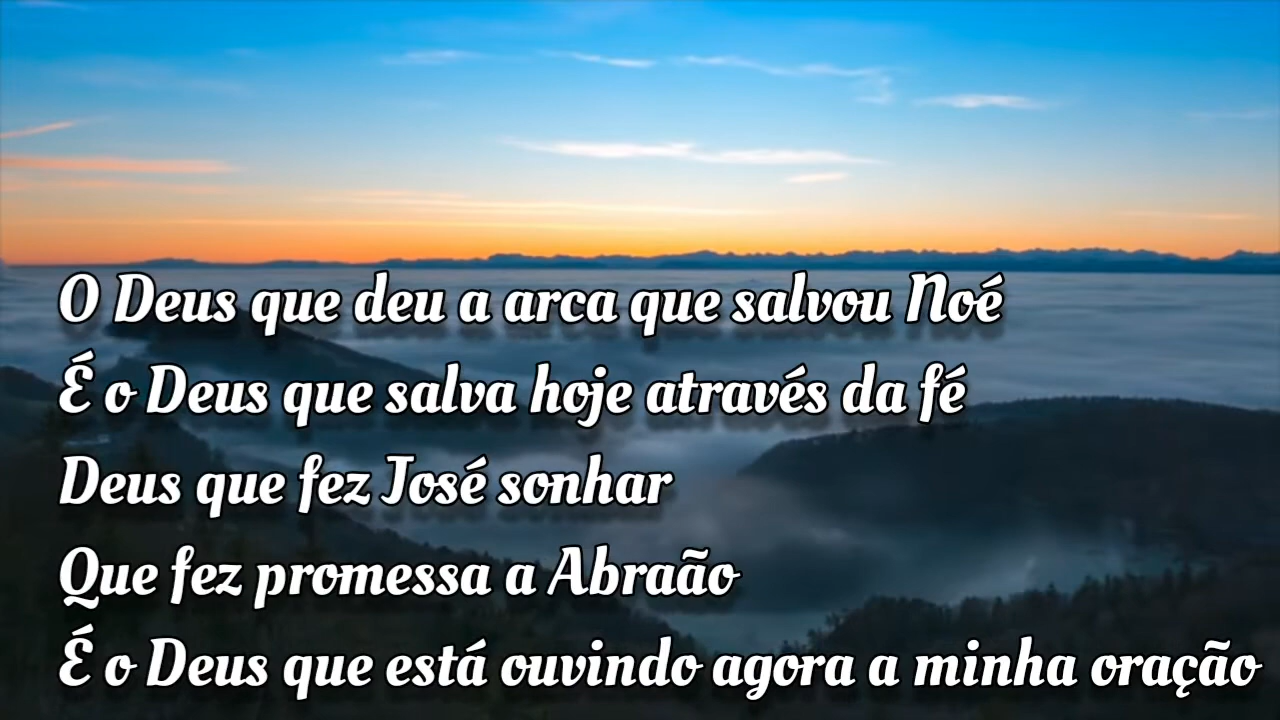 O Deus que deu a arca que salvou Noé
É o Deus que salva hoje através da fé
Deus que fez José sonhar
Que fez promessa a Abraão
É o Deus que está ouvindo agora a minha oração